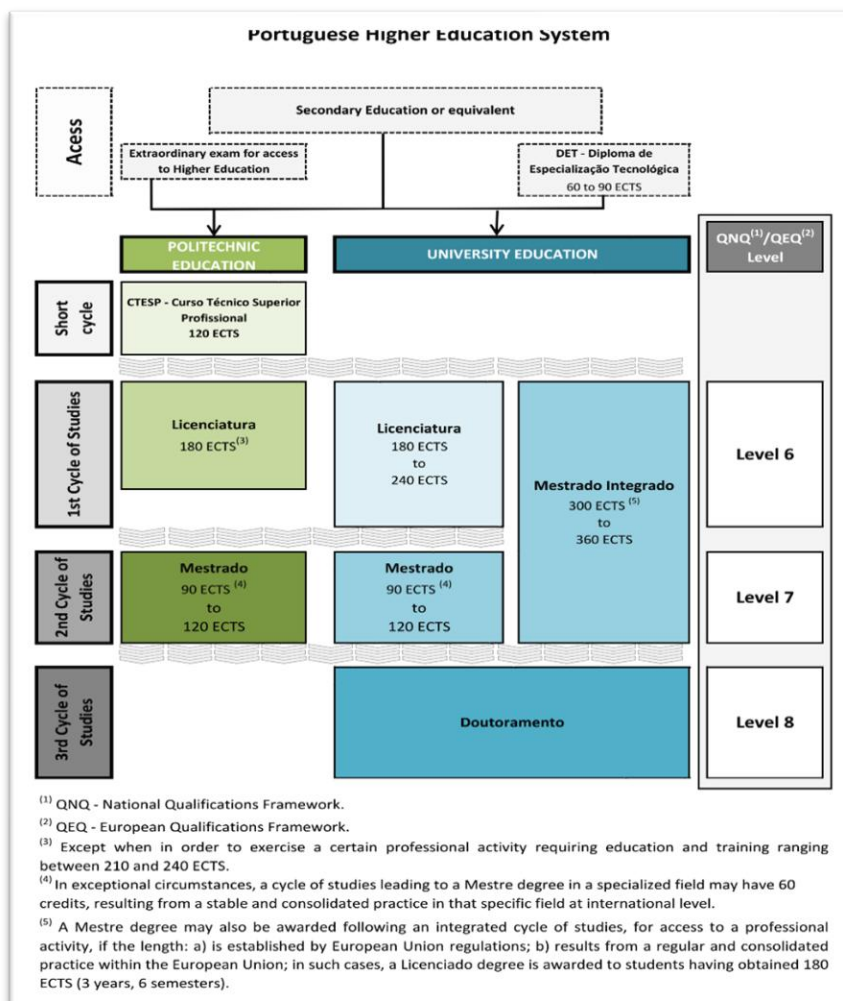 Portuguese Higher Education System
Acess
Secondary Education or equivalent
Extraordinary exam for access
to Higher Education
DET - Diploma de
Especialização Tecnológica
60 to 90 ECTS
POLITECHNIC
EDUCATION
UNIVERSITY EDUCATION
QNQ(1)/QEQ(2)
Level
Short
cycle
CTESP - Curso Técnico Superior
Profissional
120 ECTS
1st Cycle of Studies
Licenciatura
180 ECTS(3)
Licenciatura
180 ECTS
to
240 ECTS
Mestrado Integrado
300 ECTS (5)
to
360 ECTS
Level 6
2nd Cycle of
Studies
Mestrado
90 ECTS (4)
to
120 ECTS
Mestrado
90 ECTS (4)
to
120 ECTS
Level 7
3rd Cycle of
Studies
Doutoramento
Level 8
(1) QNQ - National Qualifications Framework.
(2) QEQ - European Qualifications Framework.
(3) Except when in order to exercise a certain professional activity requiring education and training ranging
between 210 and 240 ECTS.
(4) In exceptional circumstances, a cycle of studies leading to a Mestre degree in a specialized field may have 60
credits, resulting from a stable and consolidated practice in that specific field at international level.
(5) A Mestre degree may also be awarded following an integrated cycle of studies, for access to a professional
activity, if the length: a) is established by European Union regulations; b) results from a regular and consolidated
practice within the European Union; in such cases, a Licenciado degree is awarded to students having obtained 180
ECTS (3 years, 6 semesters).